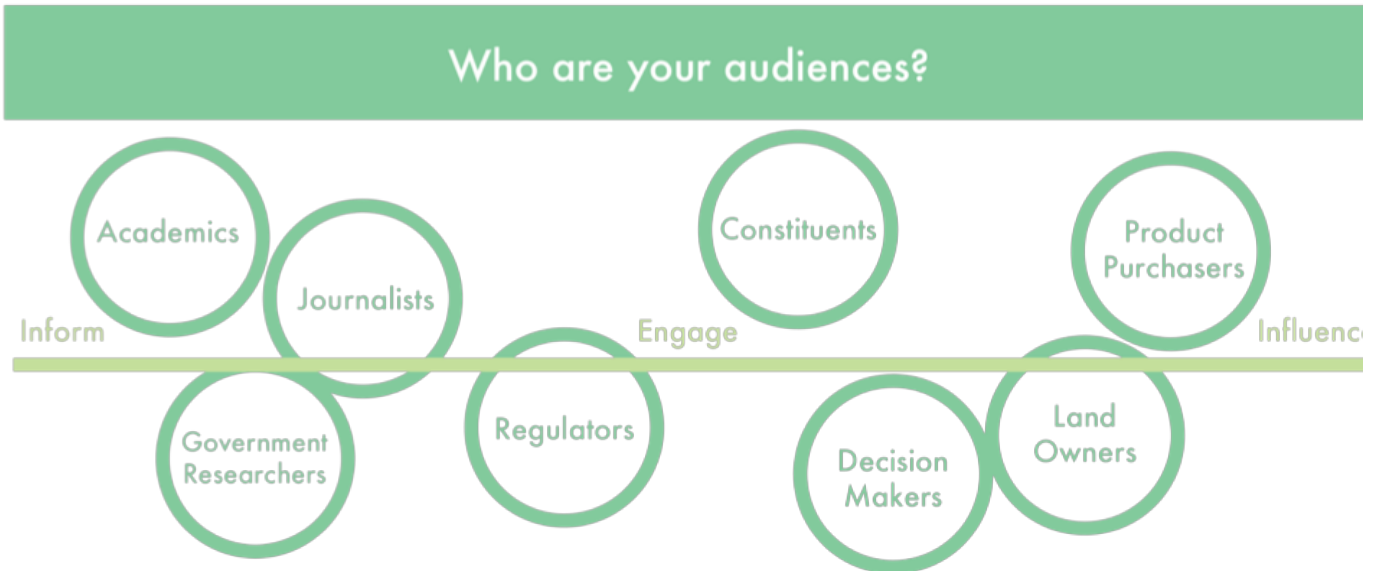 Who are your audiences?
Academics
Journalists
Constituents
Product
Purchasers
Inform
Engage
Influenc
Government
Researchers
Regulators
Decision
Makers
Land
Owners